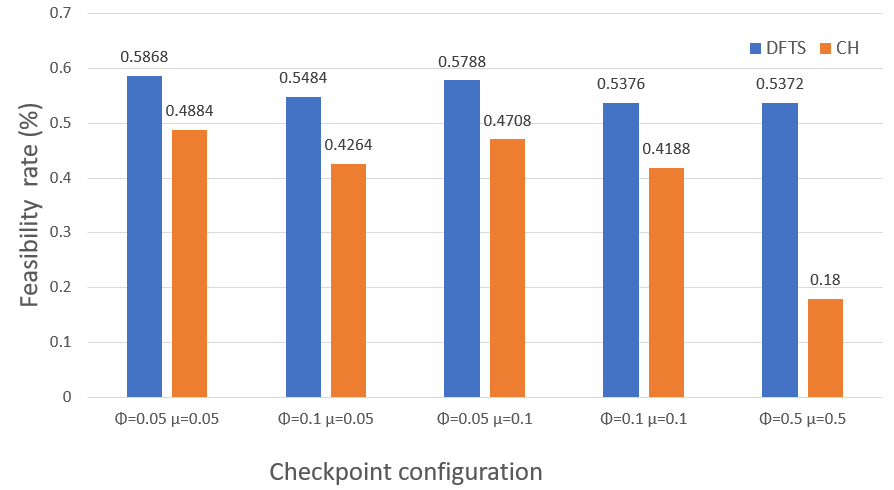 0.7
0.6
0.5
0.4
0.3
0.2
0.1
0
Feasibility rate (%)
DFTS CH
0.5868
0.4884
0.5484
0.4264
0.5788
0.4708
0.5376
0.4188
0.5372
0.18
Φ=0.05 μ=0.05
Φ=0.1 μ=0.05
Φ=0.05 μ=0.1
Φ=0.1 μ=0.1
Φ=0.5 μ=0.5
Checkpoint configuration